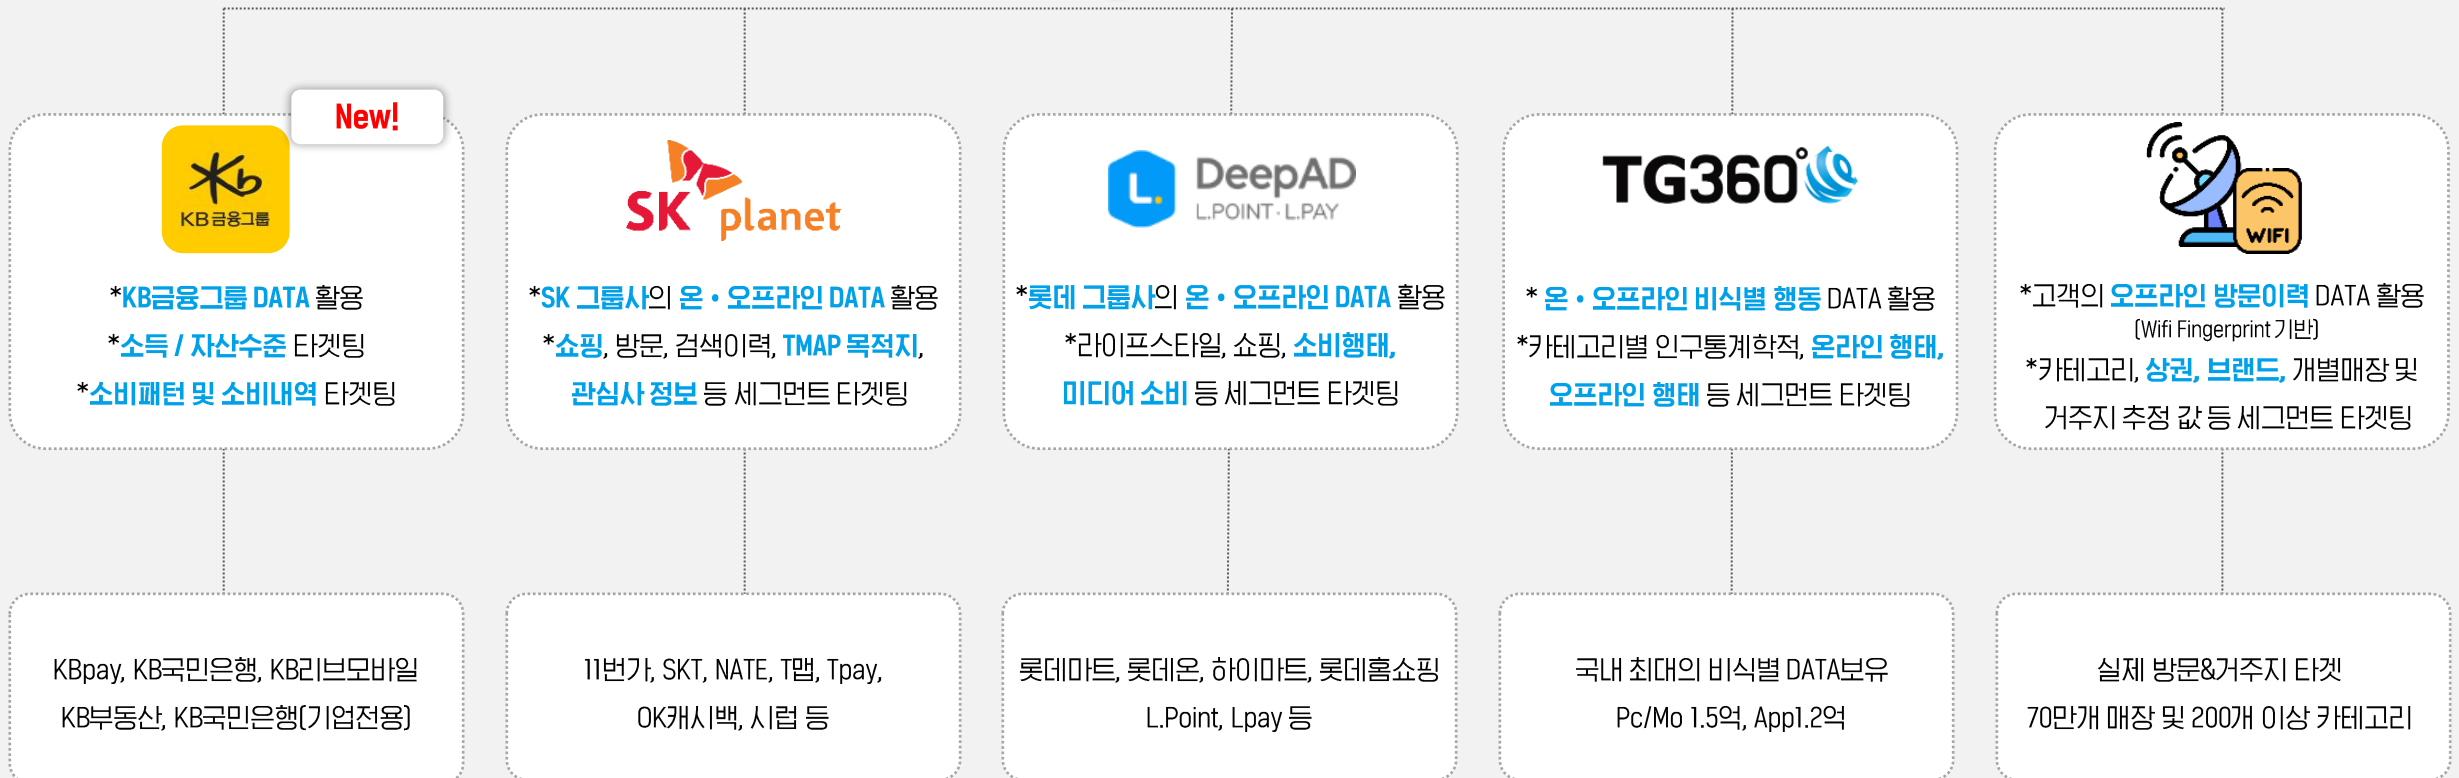 New!
KB금융그룹
*KB금융그룹 DATA 활용
*소득 / 자산수준 타겟팅
*소비패턴 및 소비내역 타겟팅
KBpay, KB국민은행, KB리브모바일
KB부동산, KB국민은행(기업전용)
SK planet
*SK 그룹사의 온•오프라인 DATA 활용
*쇼핑, 방문, 검색이력, TMAP 목적지,
관심사 정보 등 세그먼트 타겟팅
11번가, SKT, NATE, T맵, Tpay,
OK캐시백, 시럽 등
L.
DeepAD
L.POINT · L.PAY
*롯데 그룹사의 온•오프라인 DATA 활용
*라이프스타일, 쇼핑, 소비행태,
미디어 소비 등 세그먼트 타겟팅
롯데마트, 롯데온, 하이마트, 롯데홈쇼핑
L.Point, Lpay 등
TG360°
* 온•오프라인 비식별 행동 DATA 활용
*카테고리별 인구통계학적, 온라인 행태,
오프라인 행태 등 세그먼트 타겟팅
국내 최대의 비식별 DATA보유
Pc/Mo 1.5억, App1.2억
WIFI
*고객의 오프라인 방문이력 DATA 활용
(Wifi Fingerprint 기반)
*카테고리, 상권, 브랜드, 개별매장 및
거주지 추정 값 등 세그먼트 타겟팅
실제 방문&거주지 타겟
70만개 매장 및 200개 이상 카테고리